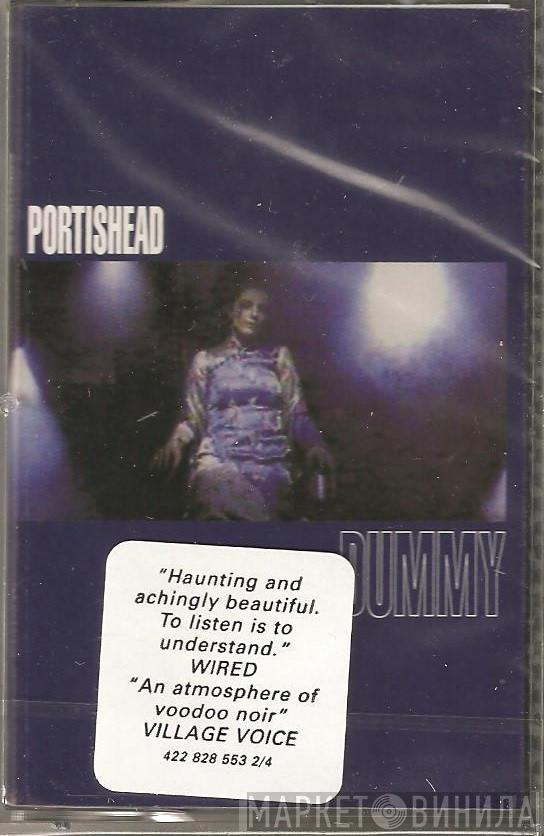 PORTISHEAD
DUMMY
"Haunting and
achingly beautiful.
To listen is to
understand."
WIRED
"An atmosphere of
voodoo noir"
VILLAGE VOICE
422 828 553 2/4
МАРКЕТ ВИНИЛА